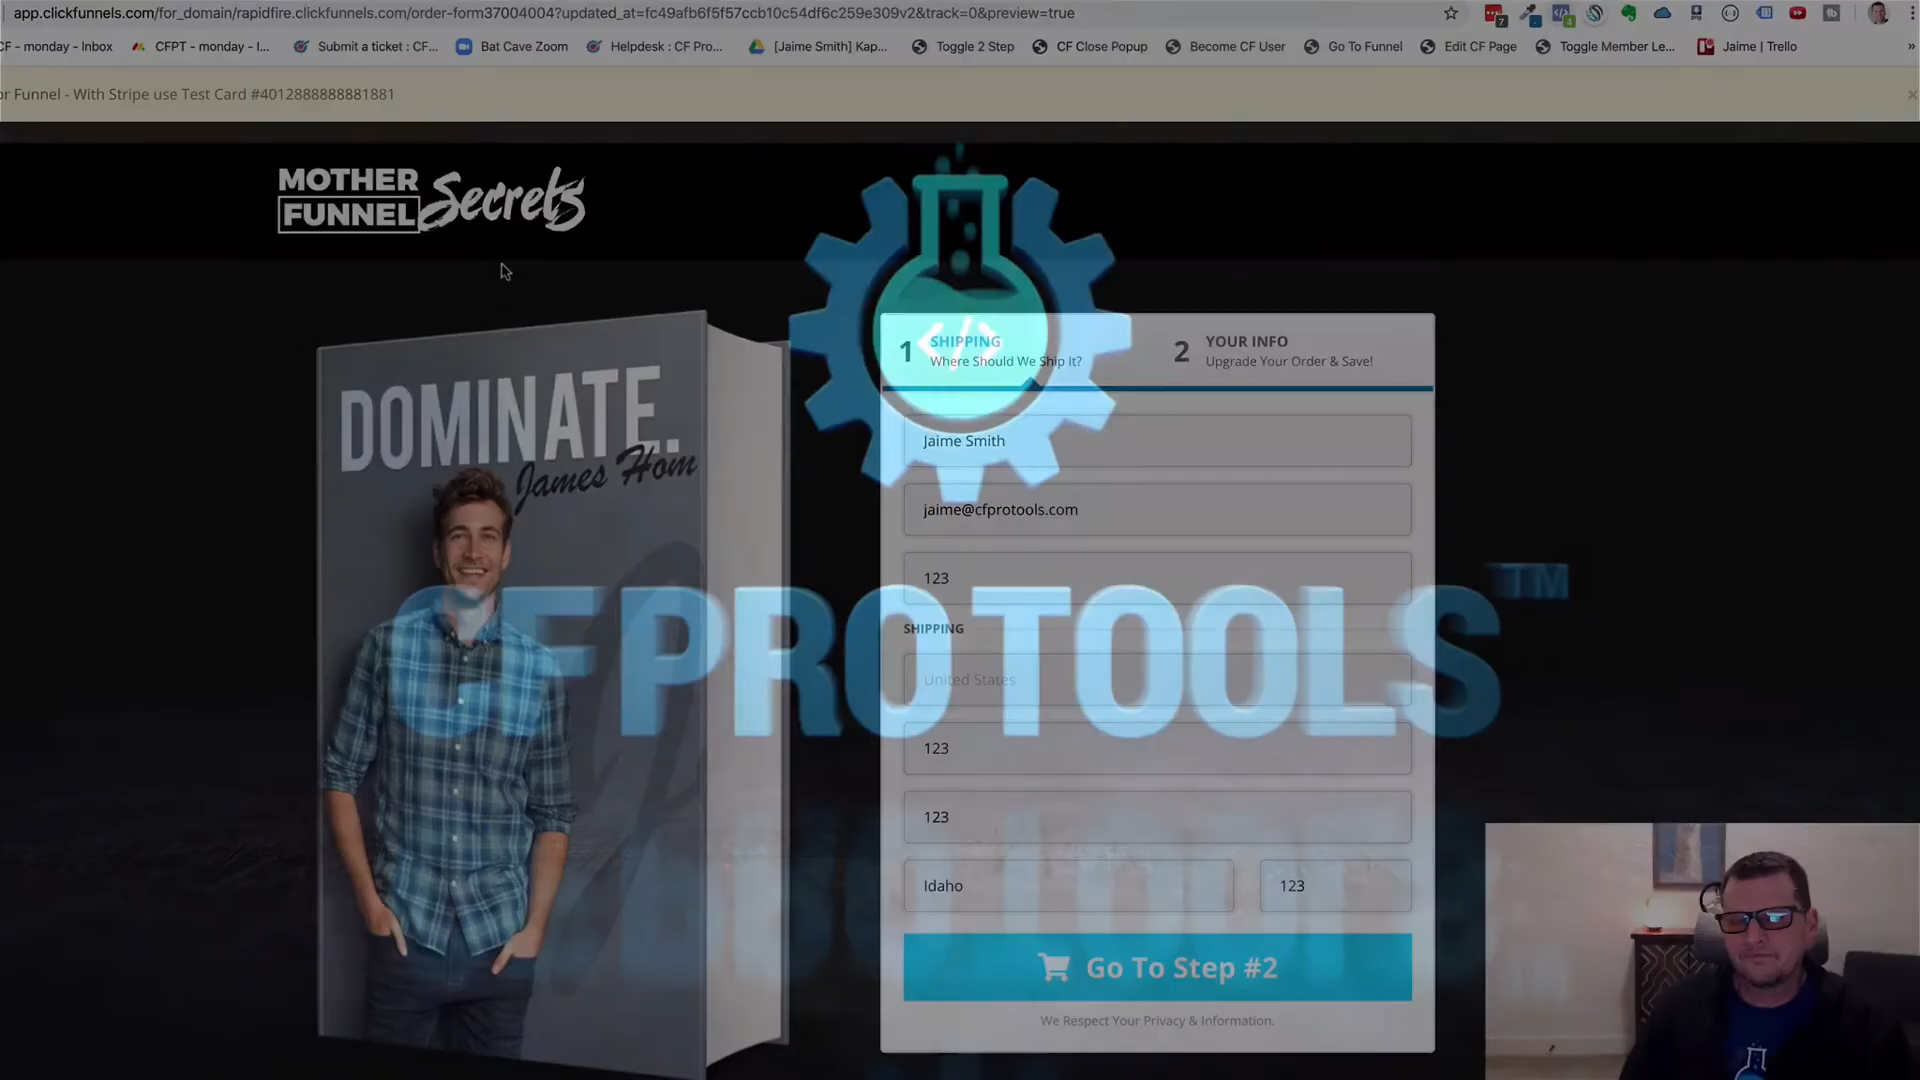 app.clickfunnels.com/for_domain/rapidfire.clickfunnels.com/order-form37004004?updated_at=fc49afb6f5f57ccb10c54df6c259e309v2&track=0&preview=true
7
4
CF - monday - Inbox
CFPT - monday - I...
Submit a ticket : CF...
Bat Cave Zoom
Helpdesk : CF Pro...
[Jaime Smith] Kap...
Toggle 2 Step
CF Close Popup
Become CF User
Go To Funnel
Edit CF Page
Toggle Member Le...
Jaime | Trello
»
or Funnel - With Stripe use Test Card #4012888888881881
×
MOTHER
FUNNEL
Secrets
</>
1
SHIPPING
Where Should We Ship It?
2
YOUR INFO
Upgrade Your Order & Save!
DOMINATE.
James Hom
Jaime Smith
jaime@cfprotools.com
123
CFPROTOOLS™
SHIPPING
United States
123
123
Idaho
123
Go To Step #2
We Respect Your Privacy & Information.